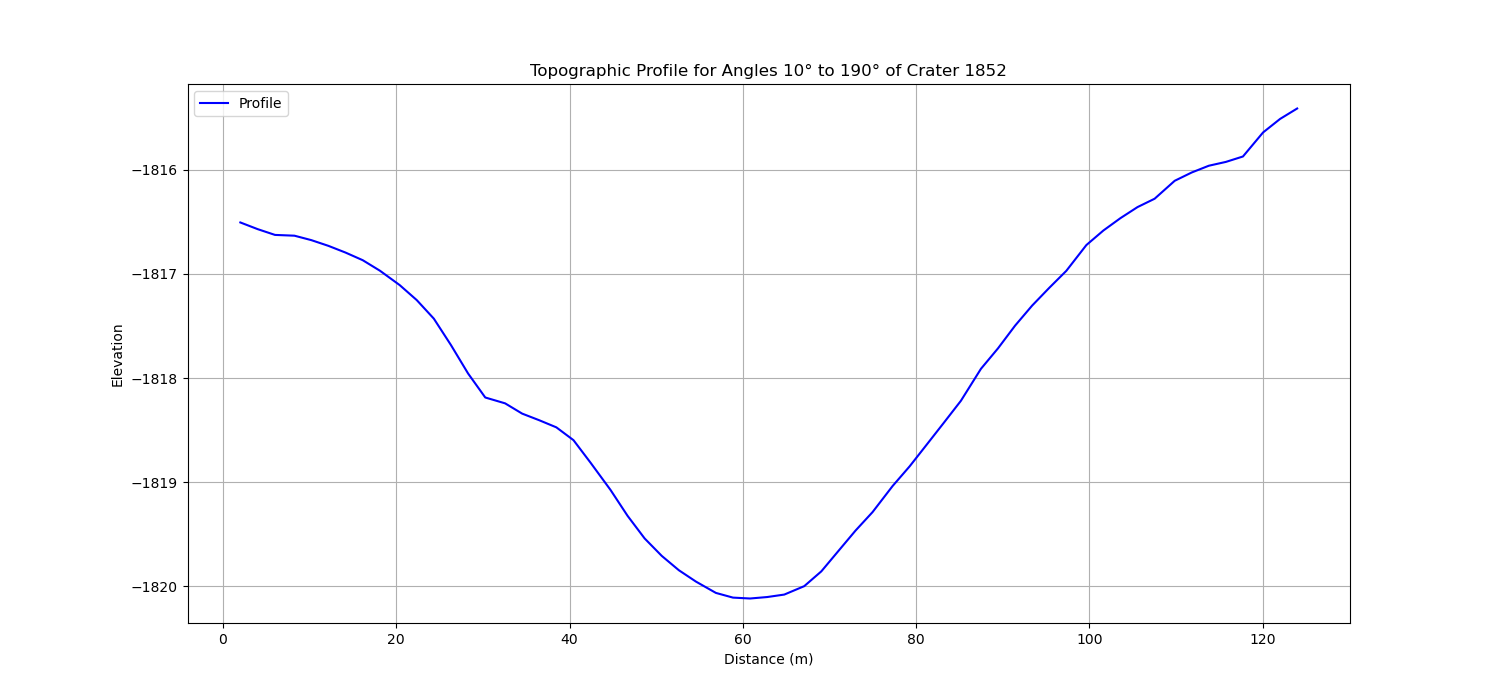 Topographic Profile for Angles 10° to 190° of Crater 1852
Profile
−1816
−1817
−1818
−1819
−1820
Elevation
0 20 40 60 80 100 120
Distance (m)